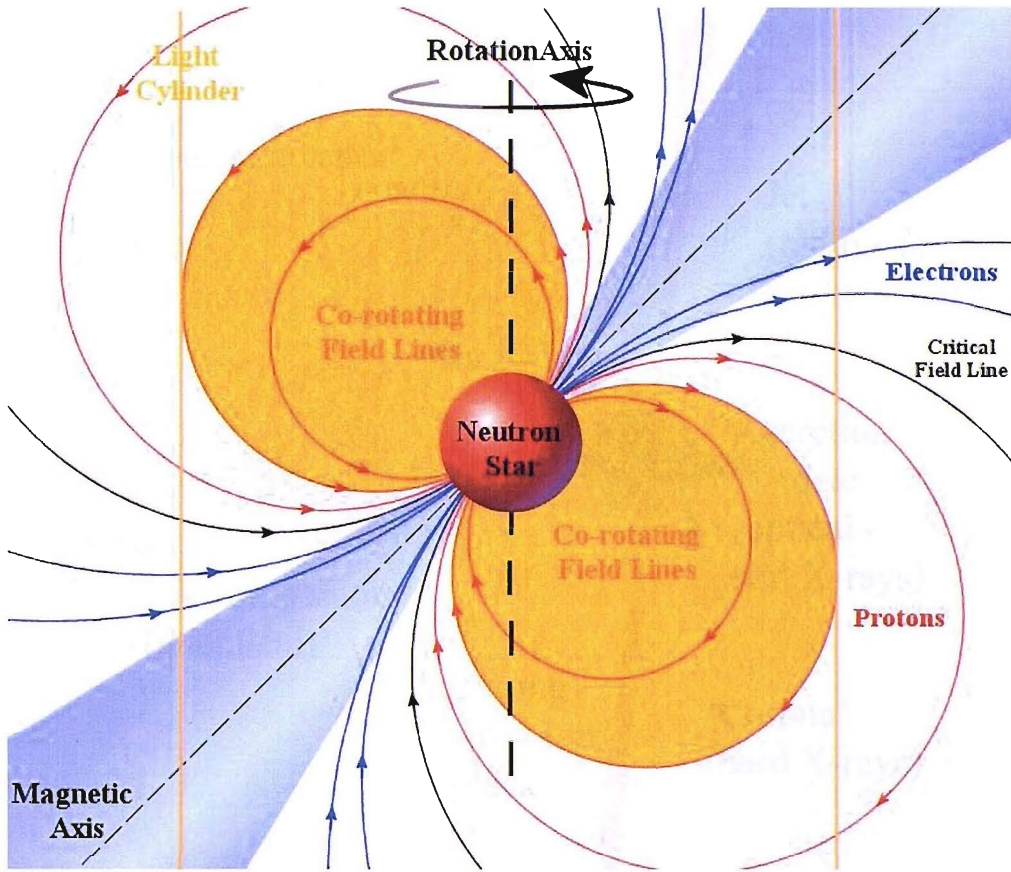 Light
Cylinder
RotationAxis
Electrons
Co-rotating
Field Lines
Critical
Field Line
Neutron
Star
Co-rotating
Field Lines
Protons
Magnetic
Axis